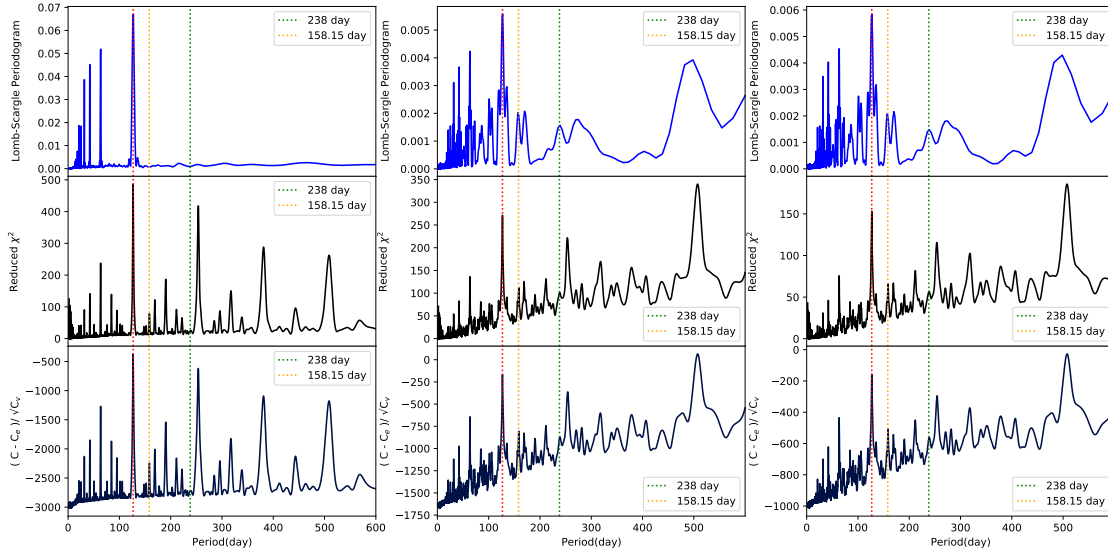 0.07
0.06
0.05
0.04
0.03
0.02
0.01
0.00
Lomb-Scargle Periodogram
238 day
158.15 day
0.005
0.004
0.003
0.002
0.001
0.000
Lomb-Scargle Periodogram
238 day
158.15 day
0.006
0.005
0.004
0.003
0.002
0.001
0.000
Lomb-Scargle Periodogram
238 day
158.15 day
500
400
300
200
100
0
Reduced χ²
238 day
158.15 day
350
300
250
200
150
100
50
0
Reduced χ²
238 day
158.15 day
150
100
50
0
Reduced χ²
238 day
158.15 day
−500
−1000
−1500
−2000
−2500
−3000
( C - Cₑ )/ √Cᵥ
238 day
158.15 day
0
−250
−500
−750
−1000
−1250
−1500
−1750
( C - Cₑ )/ √Cᵥ
238 day
158.15 day
0
−200
−400
−600
−800
−1000
( C - Cₑ )/ √Cᵥ
238 day
158.15 day
0 100 200 300 400 500 600
Period(day)
0 100 200 300 400 500
Period(day)
0 100 200 300 400 500
Period(day)